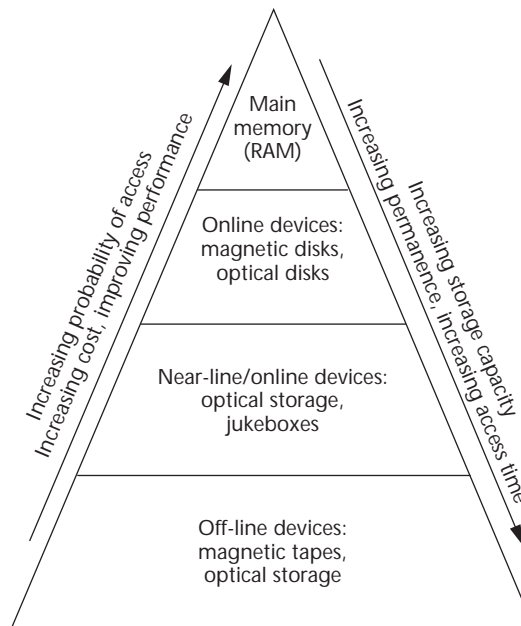 Main
memory
(RAM)
Online devices:
magnetic disks,
optical disks
Near-line/online devices:
optical storage,
jukeboxes
Off-line devices:
magnetic tapes,
optical storage
Increasing probability of access
Increasing cost, improving performance
Increasing storage capacity
Increasing permanence, increasing access time